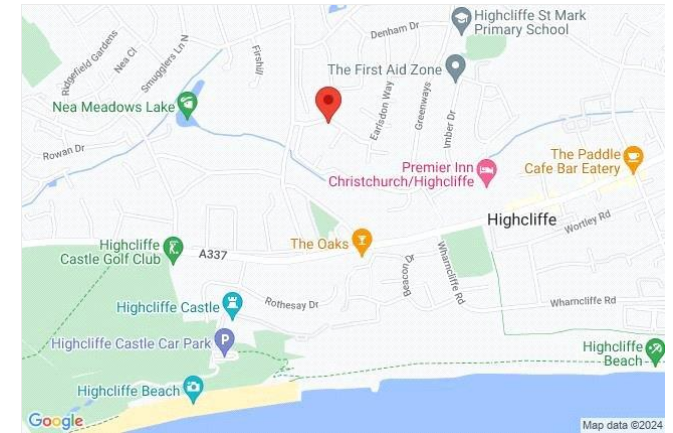 Highcliffe St Mark
Primary School
Denham Dr
Ridgefield Gardens
Nea Cl
Smugglers Ln N
Firshill
The First Aid Zone
Nea Meadows Lake
Earlsdon Way
Greenways
Imber Dr
Rowan Dr
Premier Inn
Christchurch/Highcliffe
The Paddle
Cafe Bar Eatery
Highcliffe
Wortley Rd
Highcliffe
Castle Golf Club
A337
The Oaks
Beacon Dr
Wharncliffe Rd
Highcliffe Castle
Rothesay Dr
Wharncliffe Rd
P
Highcliffe Castle Car Park
Highcliffe
Beach
Highcliffe Beach
Google
Map data ©2024